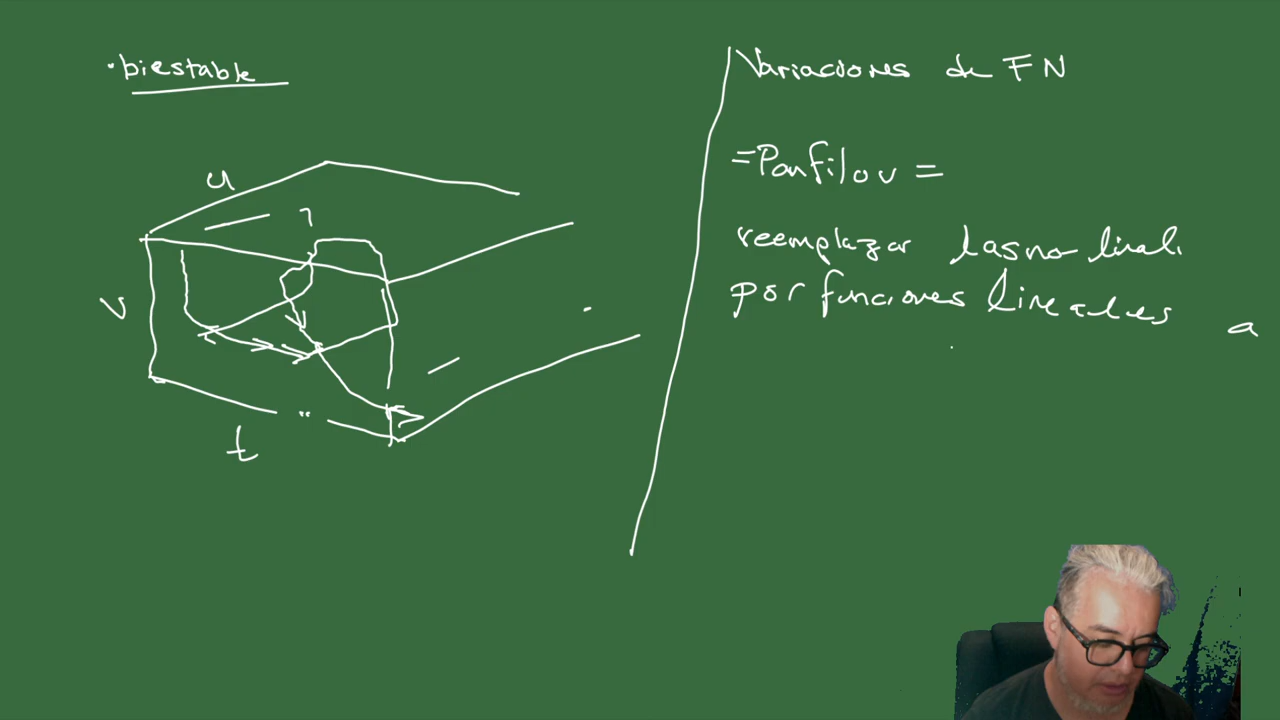 · biestable
u
v
t
Variaciones de FN
= Panfilov =
reemplazar las no lineali
por funciones lineales a